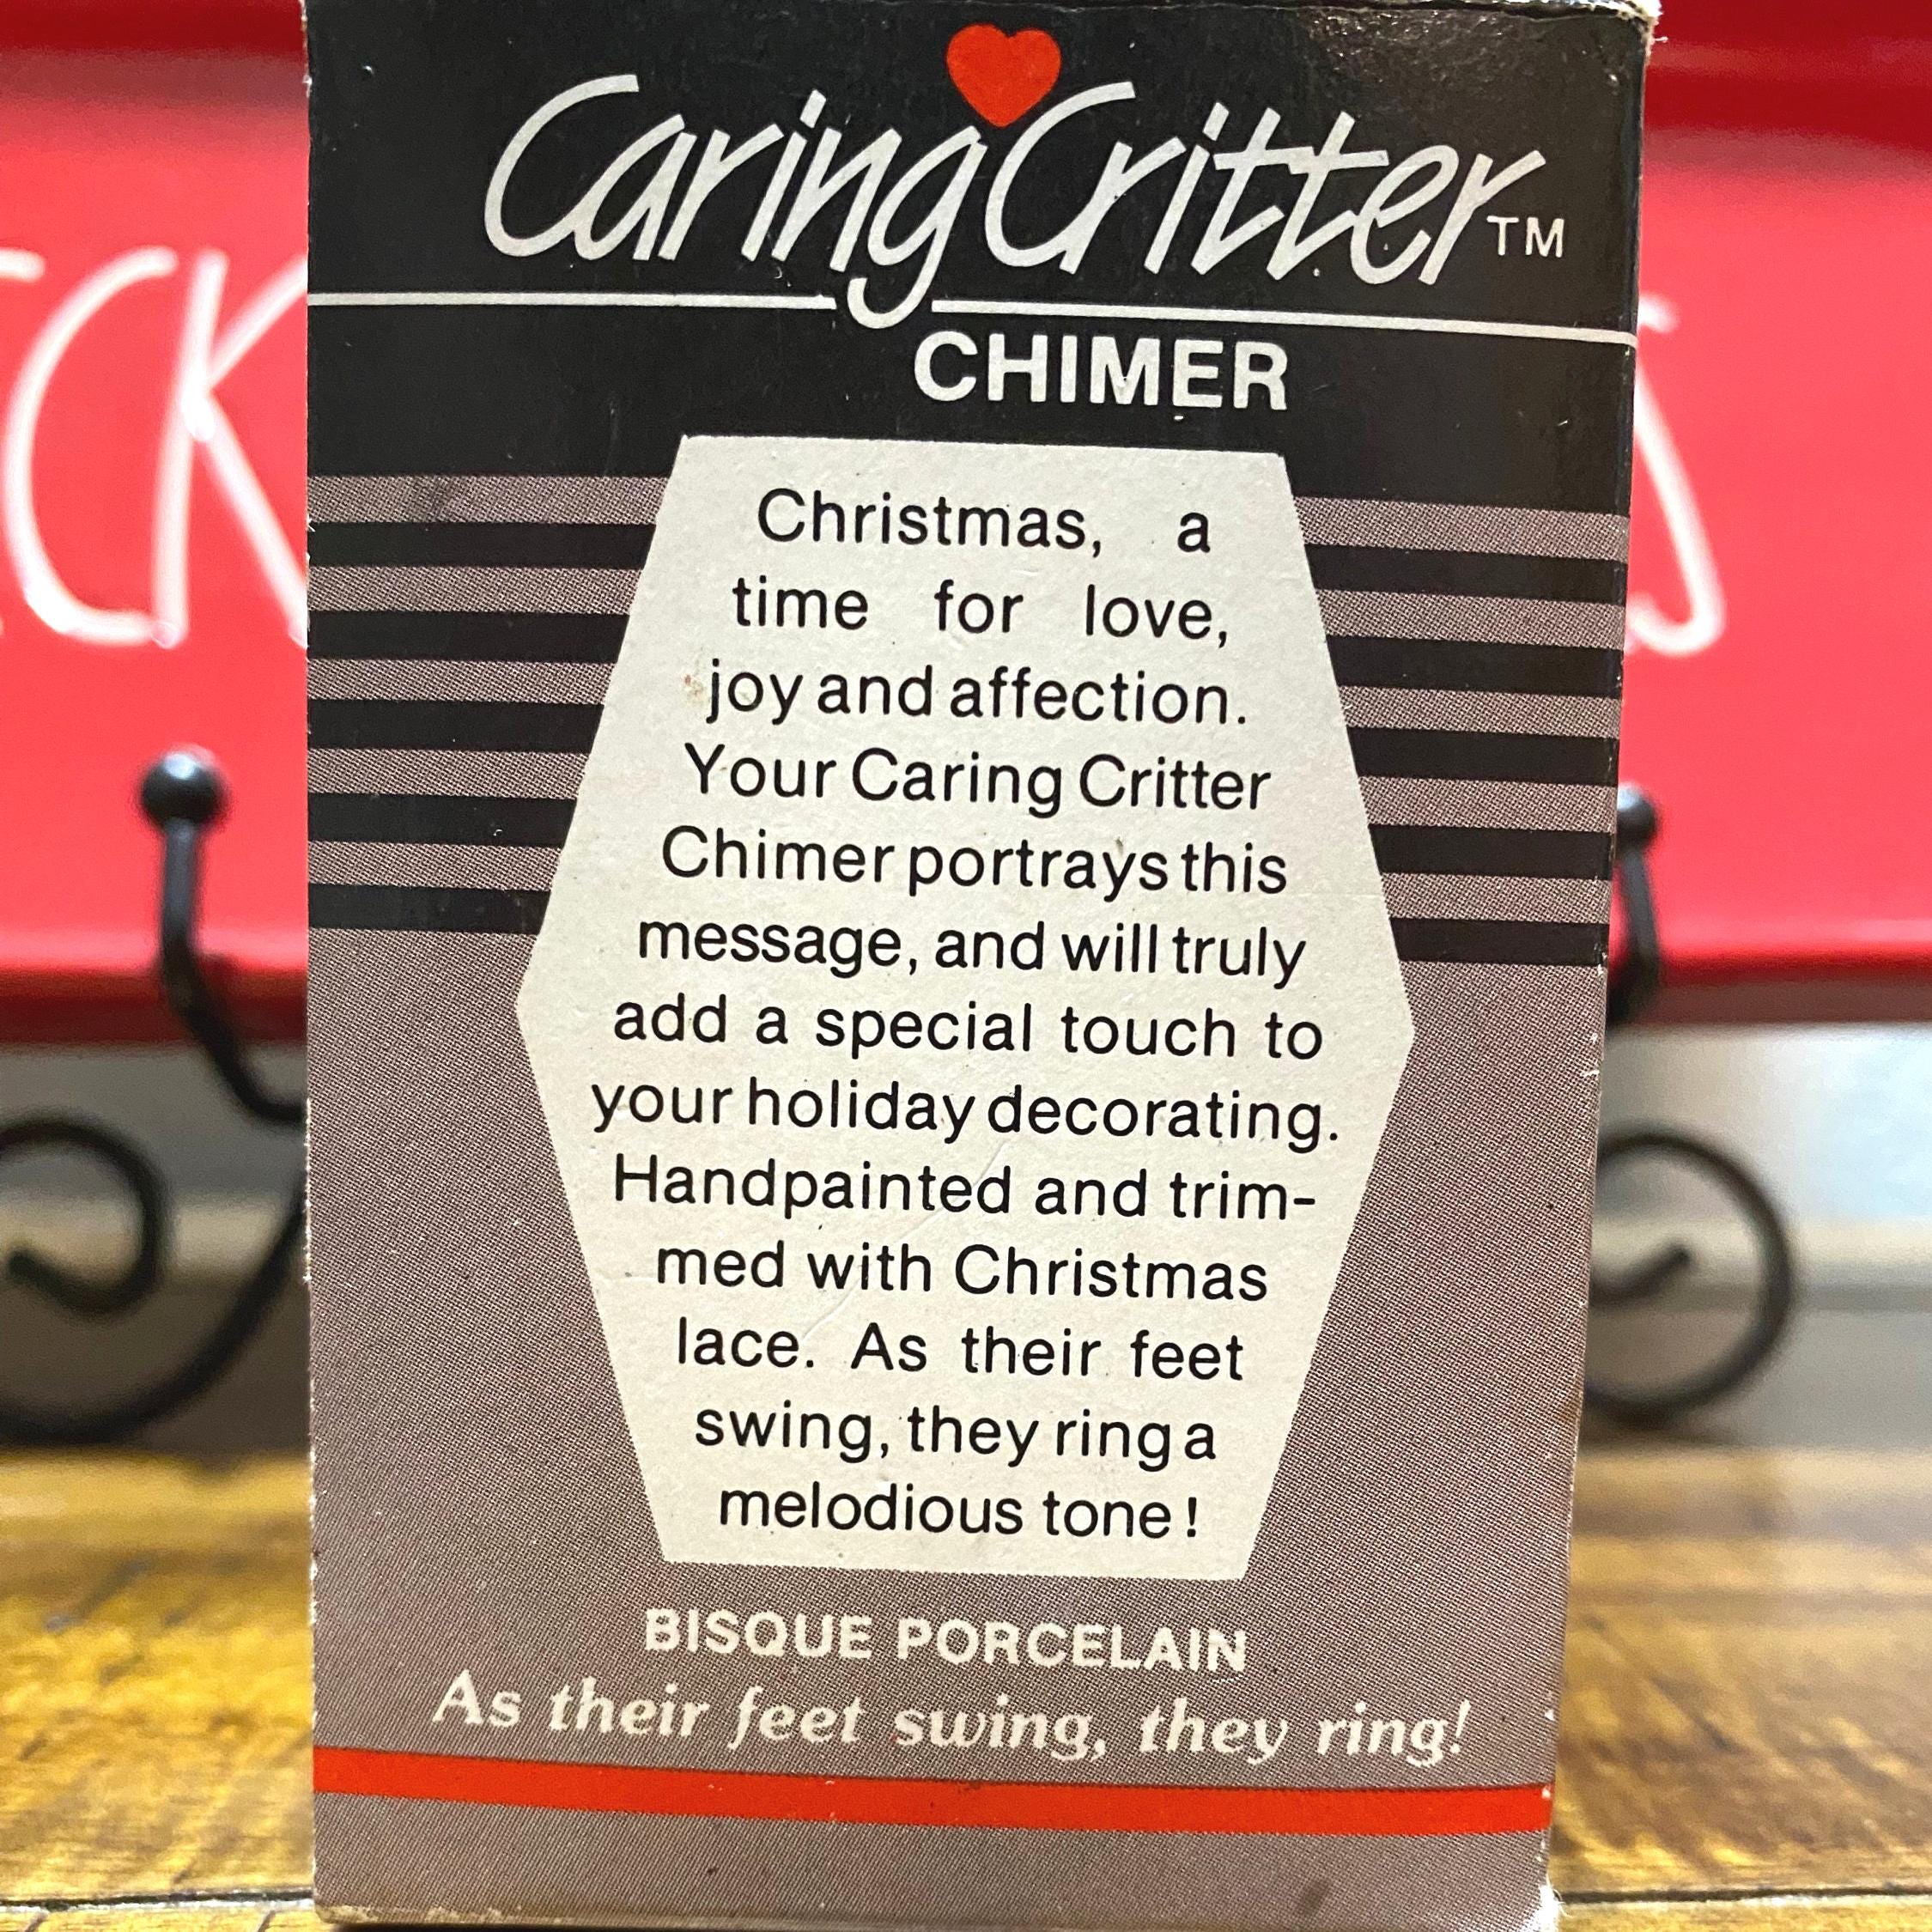 Caring Critter™
CHIMER
Christmas, a
time for love,
joy and affection.
Your Caring Critter
Chimer portrays this
message, and will truly
add a special touch to
your holiday decorating.
Handpainted and trim-
med with Christmas
lace. As their feet
swing, they ring a
melodious tone!
BISQUE PORCELAIN
As their feet swing, they ring!